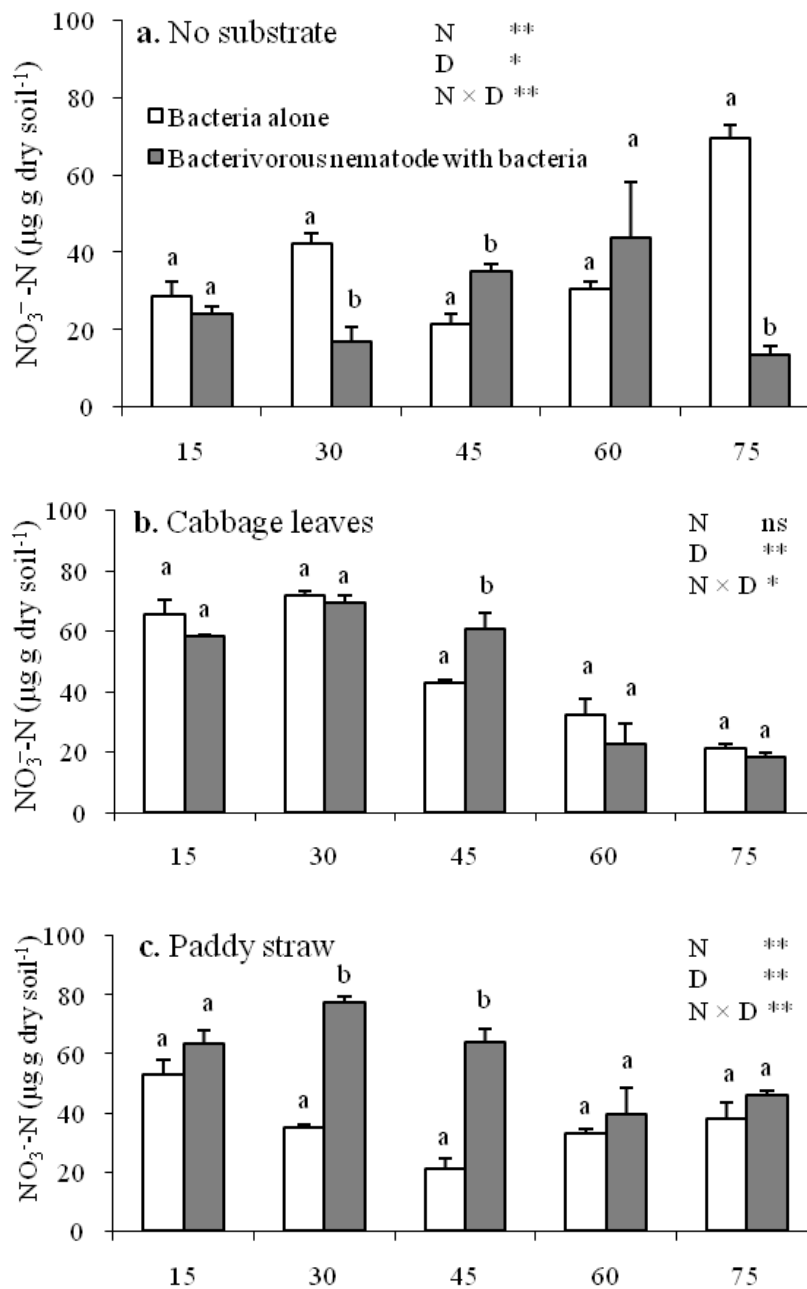 a. No substrate
N **
D *
N × D **
Bacteria alone
Bacterivorous nematode with bacteria
NO₃⁻ -N (µg g dry soil⁻¹)
100
80
60
40
20
0
a
a
a
b
a
b
a
a
a
b
15 30 45 60 75
b. Cabbage leaves
N ns
D **
N × D *
NO₃⁻-N (µg g dry soil⁻¹)
100
80
60
40
20
0
a
a
a
a
a
b
a
a
a
a
15 30 45 60 75
c. Paddy straw
N **
D **
N × D **
NO₃⁻-N (µg g dry soil⁻¹)
100
80
60
40
20
0
a
a
a
b
a
b
a
a
a
a
15 30 45 60 75